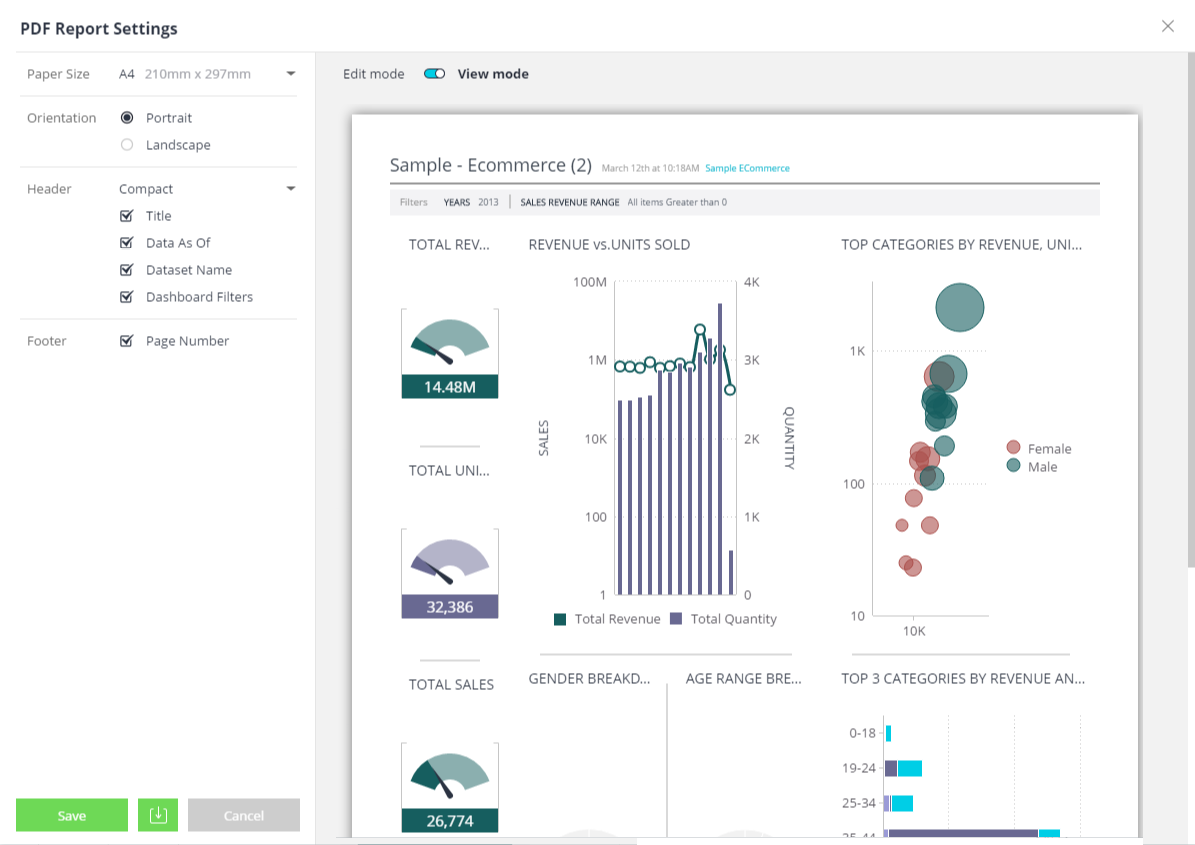 PDF Report Settings
Paper Size A4 210mm x 297mm
Orientation Portrait
Landscape
Header Compact
Title
Data As Of
Dataset Name
Dashboard Filters
Footer Page Number
Save
Cancel
Edit mode View mode
Sample - Ecommerce (2) March 12th at 10:18AM Sample ECommerce
Filters YEARS 2013 SALES REVENUE RANGE All items Greater than 0
TOTAL REV...
14.48M
TOTAL UNI...
32,386
TOTAL SALES
26,774
REVENUE vs.UNITS SOLD
100M 4K
1M 3K
10K 2K
100 1K
1 0
SALES
QUANTITY
Total Revenue Total Quantity
TOP CATEGORIES BY REVENUE, UNI...
1K
100
10
10K
Female
Male
GENDER BREAKD...
AGE RANGE BRE...
TOP 3 CATEGORIES BY REVENUE AN...
0-18
19-24
25-34